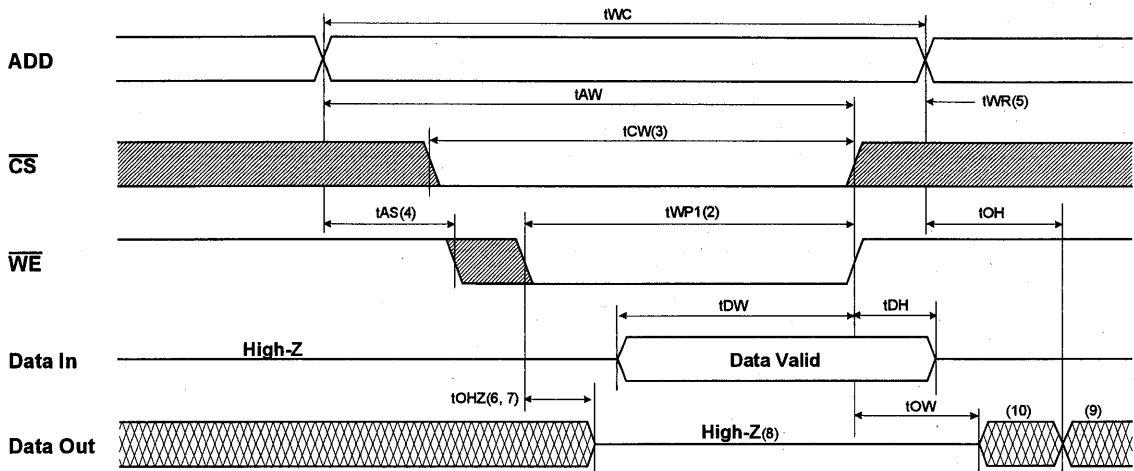 tWC
ADD
tAW
tWR(5)
tCW(3)
CS
tAS(4)
tWP1(2)
tOH
WE
tDW
tDH
High-Z
Data In
Data Valid
tOHZ(6, 7)
tOW
(10)
(9)
High-Z(8)
Data Out